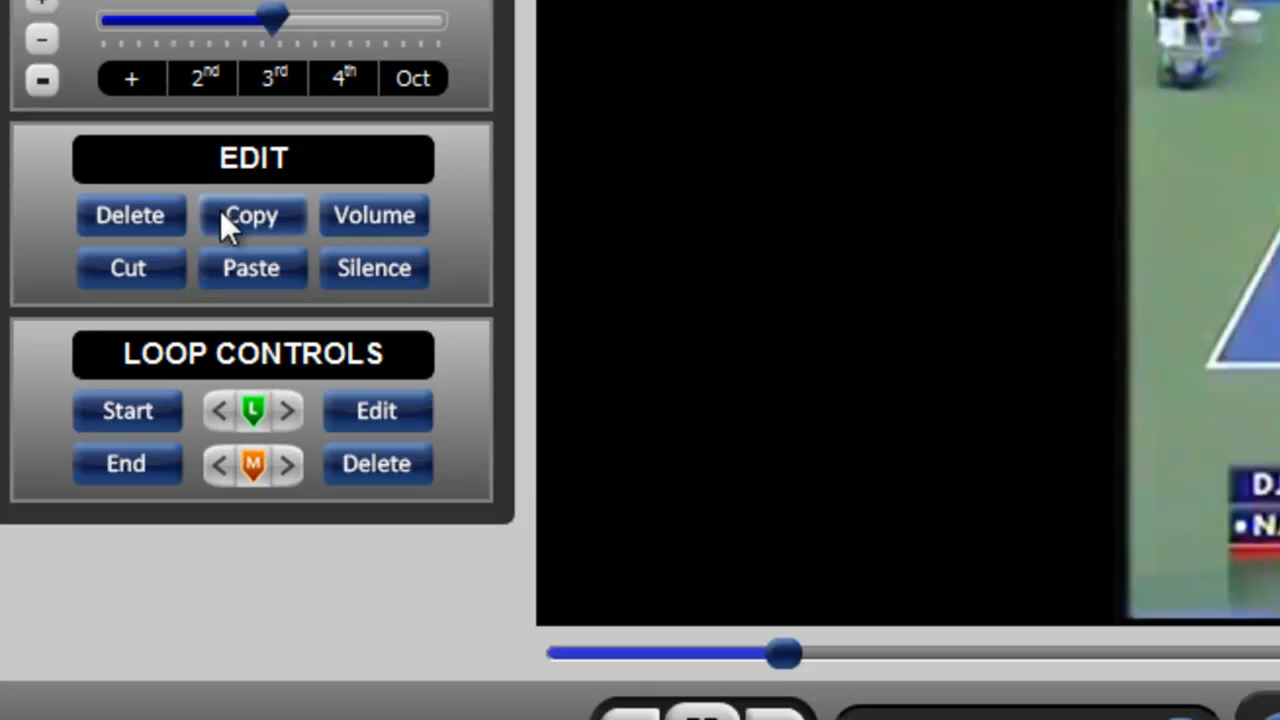 + 2nd 3rd 4th Oct
EDIT
Delete Copy Volume
Cut Paste Silence
LOOP CONTROLS
Start < L > Edit
End < M > Delete